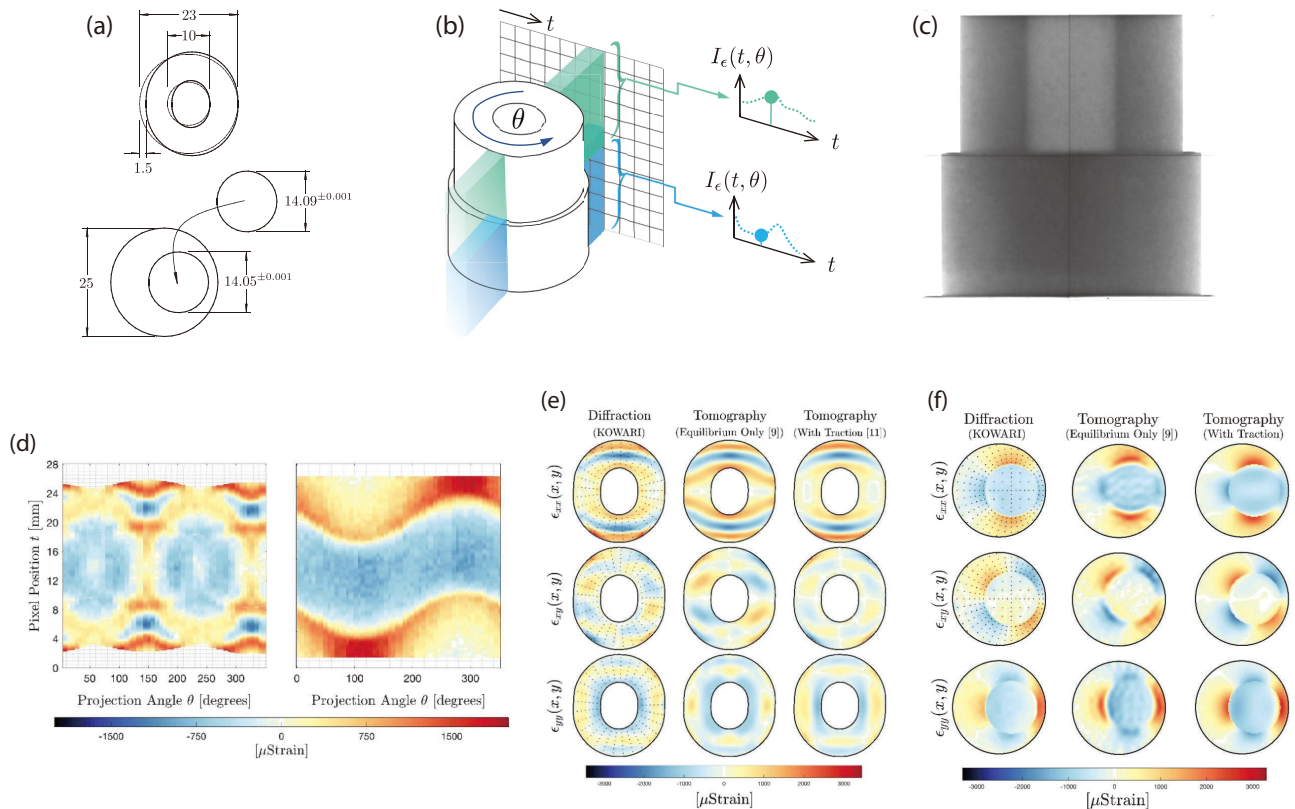 (a)
23
10
1.5
14.09±0.001
25
14.05±0.001
(b)
t
θ
Iϵ(t, θ)
t
Iϵ(t, θ)
t
(c)
(d)
Pixel Position t [mm]
28
24
20
16
12
8
4
0
50 100 150 200 250 300
0 50 100 150 200 250 300
Projection Angle θ [degrees]
Projection Angle θ [degrees]
-1500 -750 0 750 1500
[μStrain]
(e)
Diffraction
(KOWARI)
Tomography
(Equilibrium Only [9])
Tomography
(With Traction [11])
ϵxx(x, y)
ϵxy(x, y)
ϵyy(x, y)
-3000 -2000 -1000 0 1000 2000 3000
[μStrain]
(f)
Diffraction
(KOWARI)
Tomography
(Equilibrium Only [9])
Tomography
(With Traction)
ϵxx(x, y)
ϵxy(x, y)
ϵyy(x, y)
-3000 -2000 -1000 0 1000 2000 3000
[μStrain]